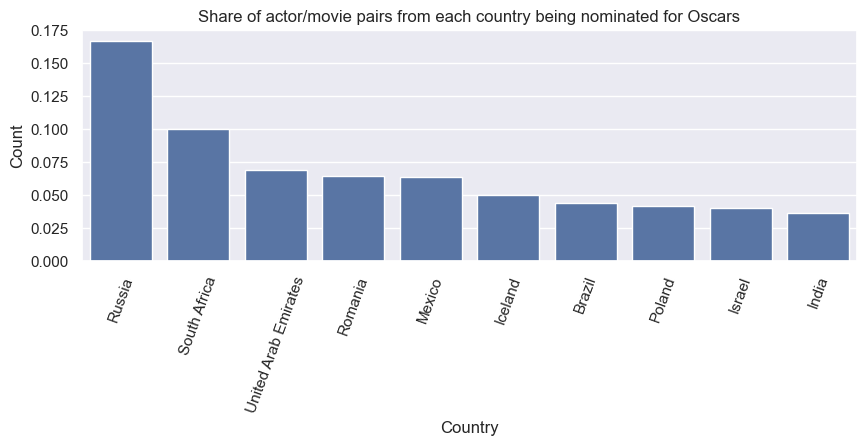 Share of actor/movie pairs from each country being nominated for Oscars
0.175
0.150
0.125
0.100
0.075
0.050
0.025
0.000
Count
Russia
South Africa
United Arab Emirates
Romania
Mexico
Iceland
Brazil
Poland
Israel
India
Country